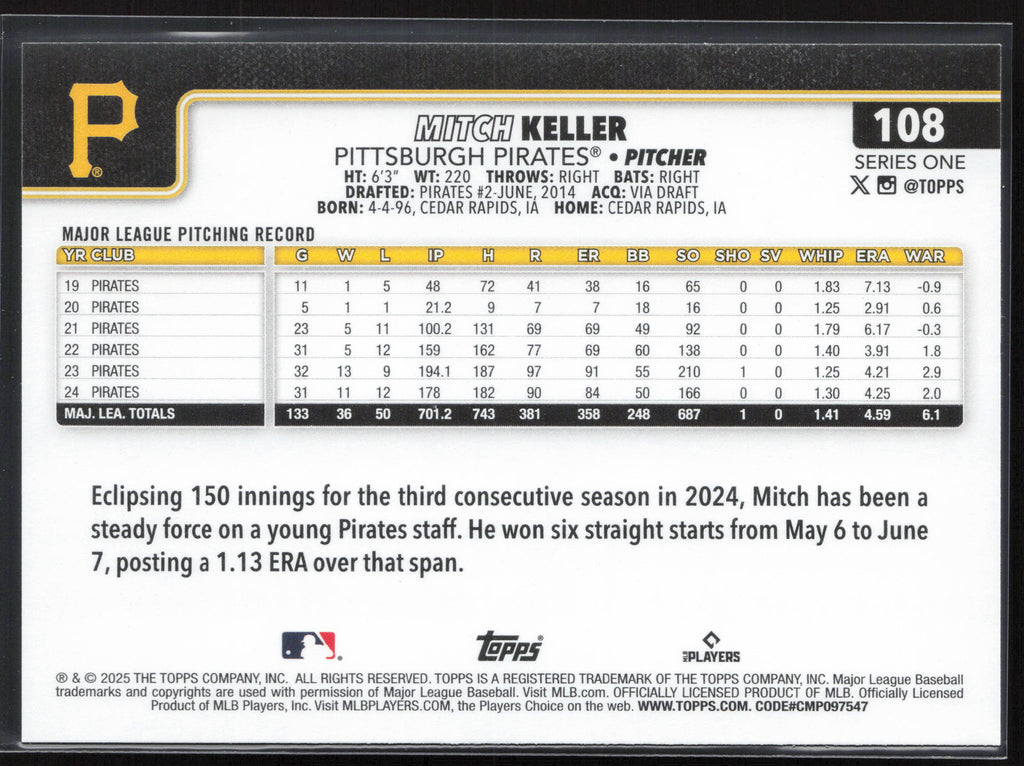 P®
MITCH KELLER
108
PITTSBURGH PIRATES® • PITCHER
SERIES ONE
HT: 6'3" WT: 220 THROWS: RIGHT BATS: RIGHT
X @TOPPS
DRAFTED: PIRATES #2-JUNE, 2014 ACQ: VIA DRAFT
BORN: 4-4-96, CEDAR RAPIDS, IA HOME: CEDAR RAPIDS, IA
MAJOR LEAGUE PITCHING RECORD
YR CLUB G W L IP H R ER BB SO SHO SV WHIP ERA WAR
19 PIRATES 11 1 5 48 72 41 38 16 65 0 0 1.83 7.13 -0.9
20 PIRATES 5 1 1 21.2 9 7 7 18 16 0 0 1.25 2.91 0.6
21 PIRATES 23 5 11 100.2 131 69 69 49 92 0 0 1.79 6.17 -0.3
22 PIRATES 31 5 12 159 162 77 69 60 138 0 0 1.40 3.91 1.8
23 PIRATES 32 13 9 194.1 187 97 91 55 210 1 0 1.25 4.21 2.9
24 PIRATES 31 11 12 178 182 90 84 50 166 0 0 1.30 4.25 2.0
MAJ. LEA. TOTALS 133 36 50 701.2 743 381 358 248 687 1 0 1.41 4.59 6.1
Eclipsing 150 innings for the third consecutive season in 2024, Mitch has been a
steady force on a young Pirates staff. He won six straight starts from May 6 to June
7, posting a 1.13 ERA over that span.
topps® MLB PLAYERS
® & © 2025 THE TOPPS COMPANY, INC. ALL RIGHTS RESERVED. TOPPS IS A REGISTERED TRADEMARK OF THE TOPPS COMPANY, INC. Major League Baseball
trademarks and copyrights are used with permission of Major League Baseball. Visit MLB.com. OFFICIALLY LICENSED PRODUCT OF MLB. Officially Licensed
Product of MLB Players, Inc. Visit MLBPLAYERS.COM, the Players Choice on the web. WWW.TOPPS.COM. CODE#CMP097547